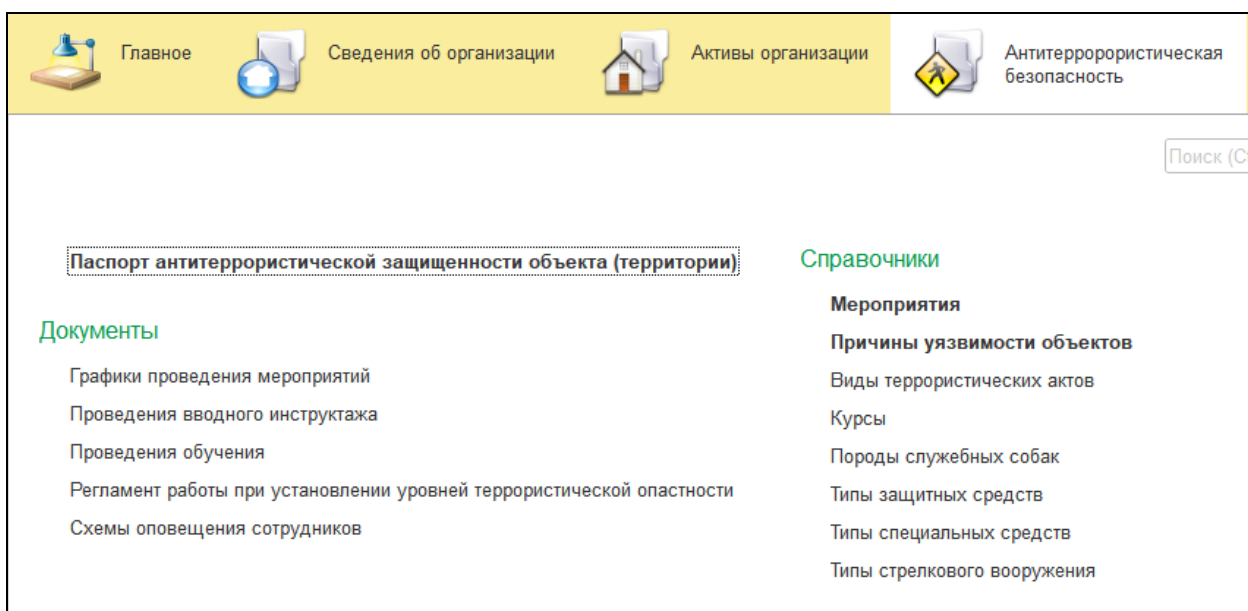 Главное
Сведения об организации
Активы организации
Антитерророристическая
безопасность
Поиск (C
Паспорт антитеррористической защищенности объекта (территории)
Документы
Графики проведения мероприятий
Проведения вводного инструктажа
Проведения обучения
Регламент работы при установлении уровней террористической опастности
Схемы оповещения сотрудников
Справочники
Мероприятия
Причины уязвимости объектов
Виды террористических актов
Курсы
Породы служебных собак
Типы защитных средств
Типы специальных средств
Типы стрелкового вооружения